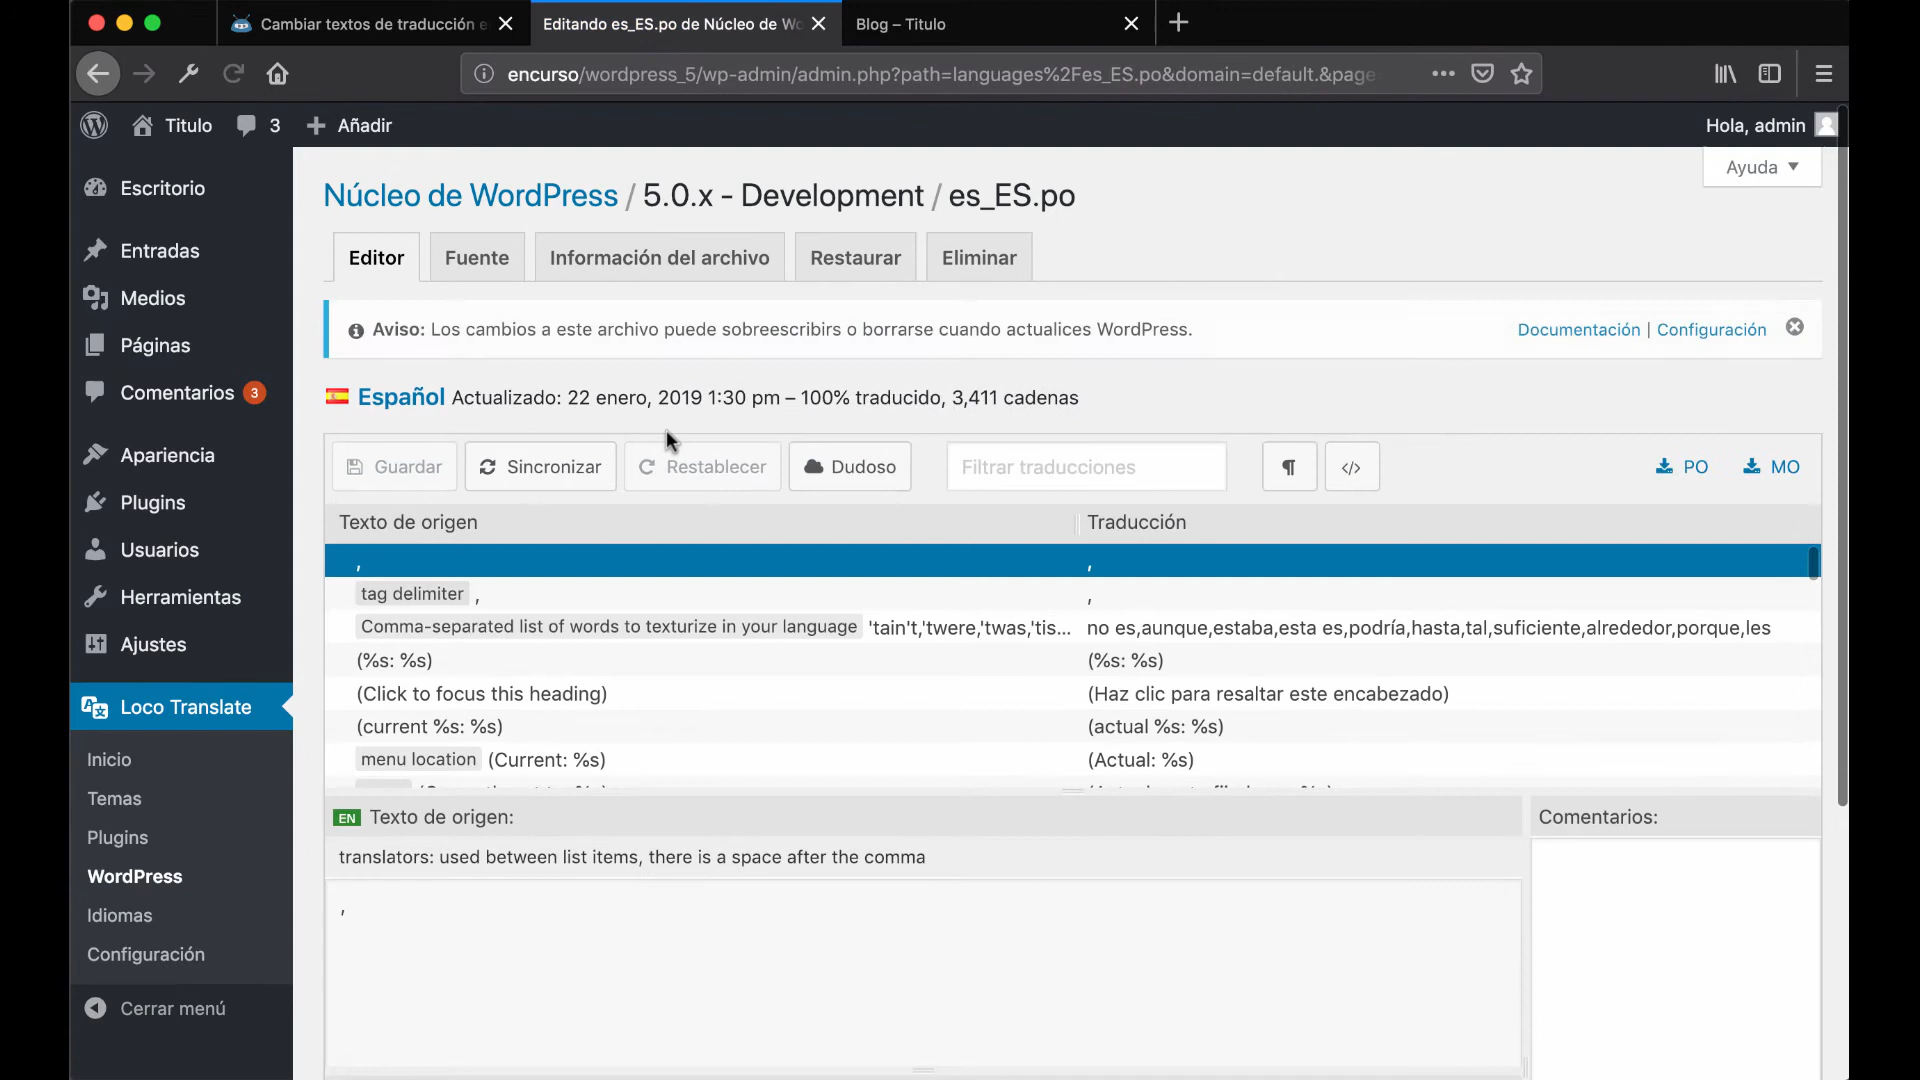 Cambiar textos de traducción e
Editando es_ES.po de Núcleo de Wo
Blog – Titulo
encurso/wordpress_5/wp-admin/admin.php?path=languages%2Fes_ES.po&domain=default.&page
Titulo
3
Añadir
Hola, admin
Ayuda
Escritorio
Entradas
Medios
Páginas
Comentarios 3
Apariencia
Plugins
Usuarios
Herramientas
Ajustes
Loco Translate
Inicio
Temas
Plugins
WordPress
Idiomas
Configuración
Cerrar menú
Núcleo de WordPress / 5.0.x - Development / es_ES.po
Editor
Fuente
Información del archivo
Restaurar
Eliminar
Aviso: Los cambios a este archivo puede sobreescribirs o borrarse cuando actualices WordPress.
Documentación | Configuración
Español Actualizado: 22 enero, 2019 1:30 pm – 100% traducido, 3,411 cadenas
Guardar
Sincronizar
Restablecer
Dudoso
Filtrar traducciones
¶
</>
PO
MO
Texto de origen
Traducción
,
,
tag delimiter ,
,
Comma-separated list of words to texturize in your language 'tain't,'twere,'twas,'tis...
no es,aunque,estaba,esta es,podría,hasta,tal,suficiente,alrededor,porque,les
(%s: %s)
(%s: %s)
(Click to focus this heading)
(Haz clic para resaltar este encabezado)
(current %s: %s)
(actual %s: %s)
menu location (Current: %s)
(Actual: %s)
EN Texto de origen:
translators: used between list items, there is a space after the comma
,
Comentarios: